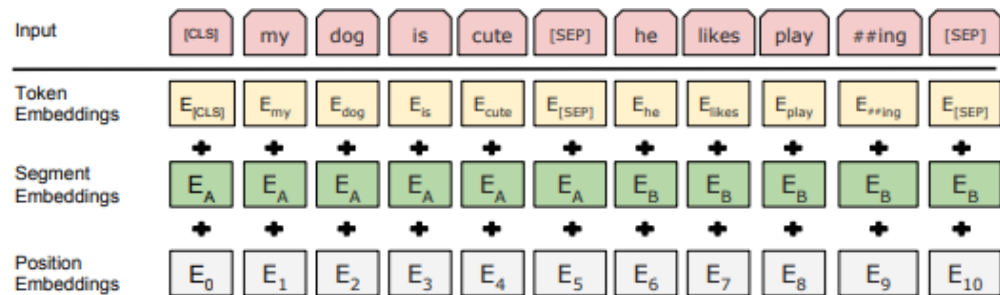 Input [CLS] my dog is cute [SEP] he likes play ##ing [SEP]
Token
Embeddings E[CLS] Emy Edog Eis Ecute E[SEP] Ehe Elikes Eplay E##ing E[SEP]
+ + + + + + + + + + +
Segment
Embeddings EA EA EA EA EA EA EB EB EB EB EB
+ + + + + + + + + + +
Position
Embeddings E0 E1 E2 E3 E4 E5 E6 E7 E8 E9 E10